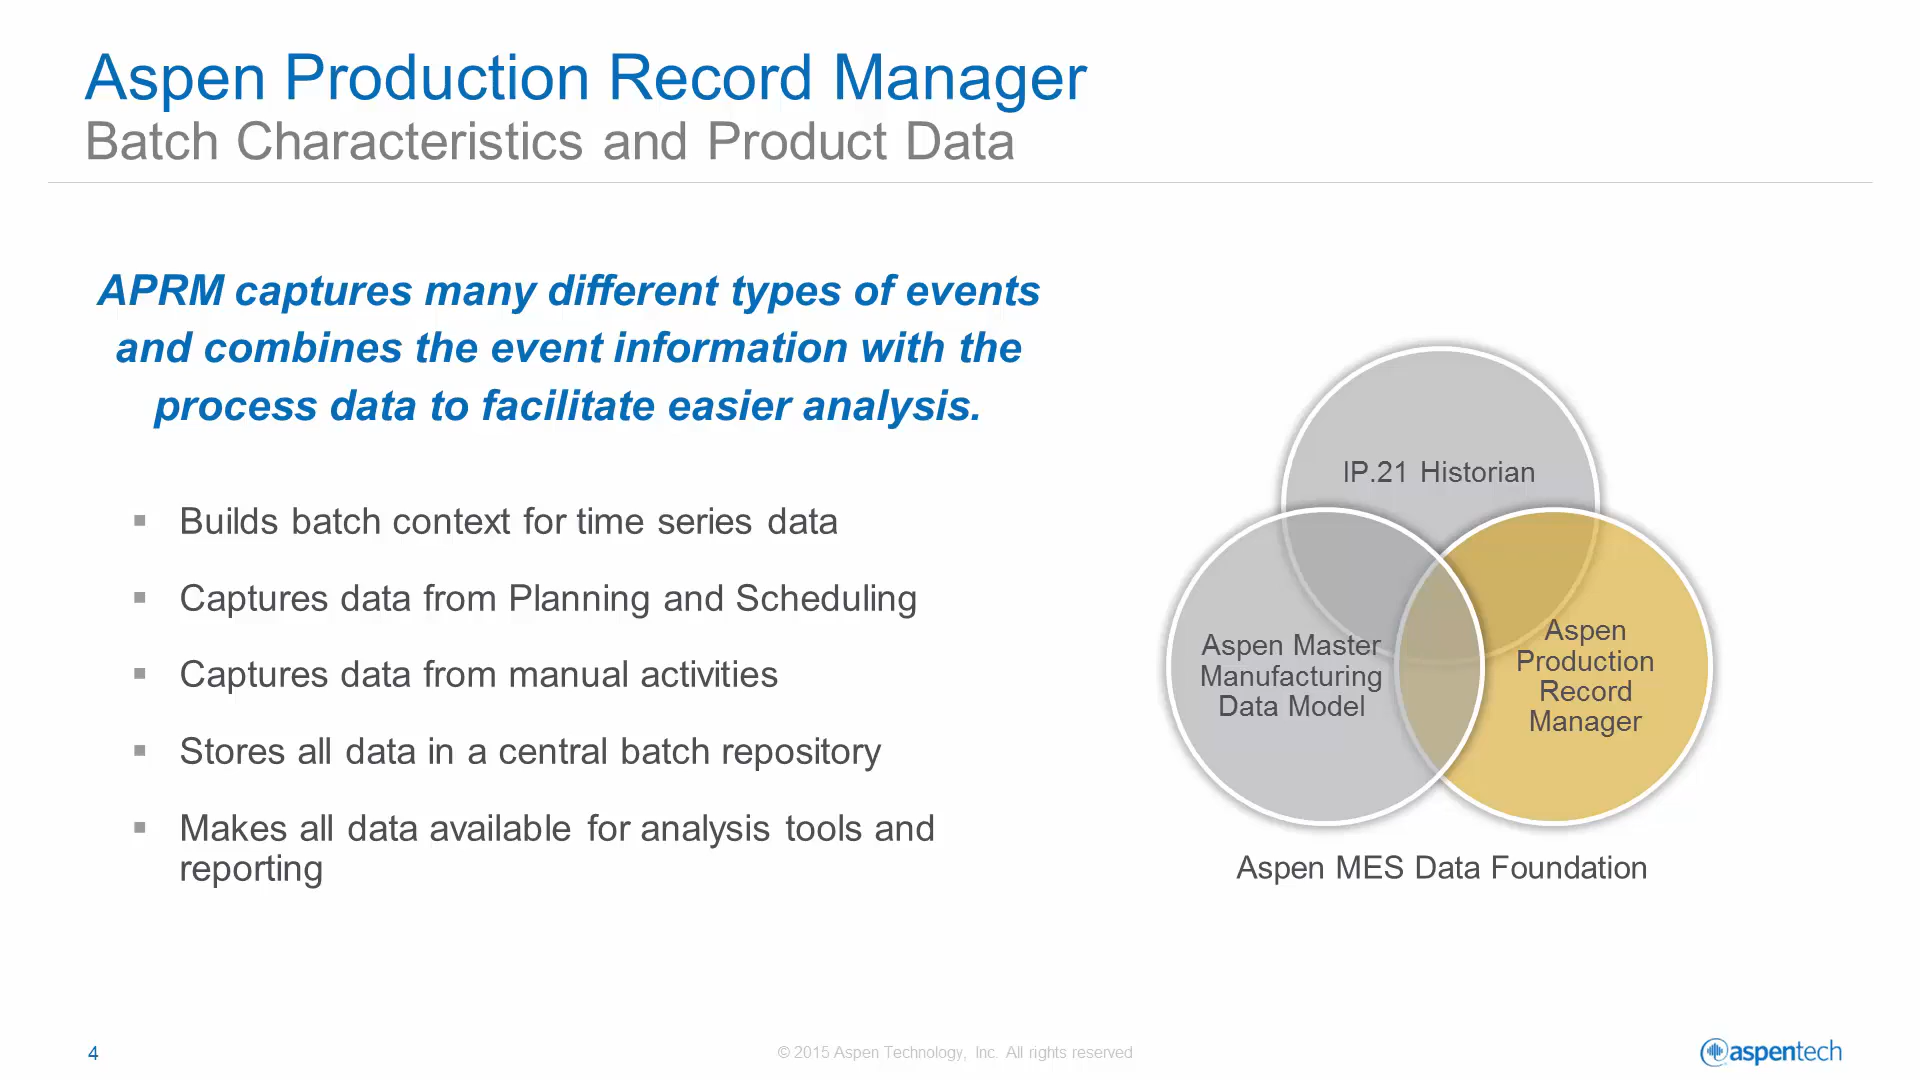 Aspen Production Record Manager
Batch Characteristics and Product Data
APRM captures many different types of events
and combines the event information with the
process data to facilitate easier analysis.
▪ Builds batch context for time series data
▪ Captures data from Planning and Scheduling
▪ Captures data from manual activities
▪ Stores all data in a central batch repository
▪ Makes all data available for analysis tools and
reporting
IP.21 Historian
Aspen Master
Manufacturing
Data Model
Aspen
Production
Record
Manager
Aspen MES Data Foundation
4
© 2015 Aspen Technology, Inc. All rights reserved
aspentech